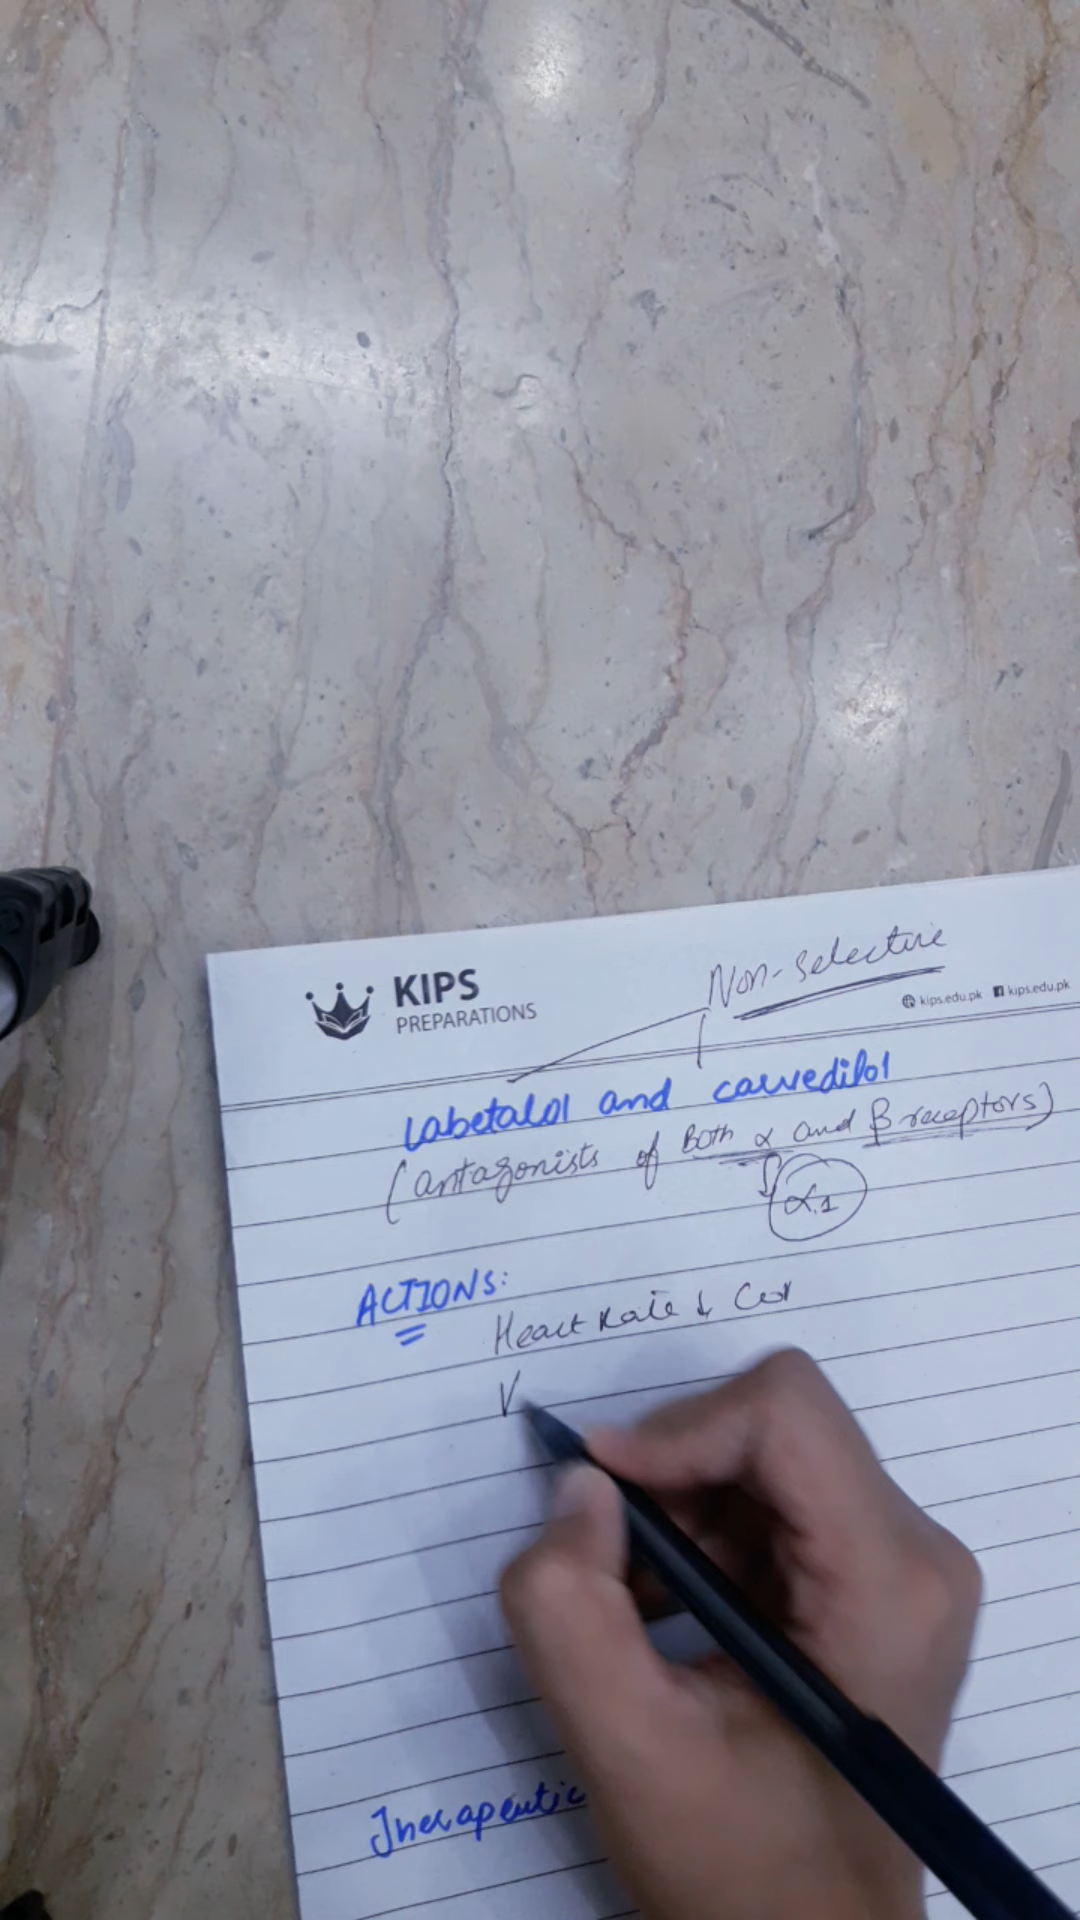 Non-Selective
KIPS
PREPARATIONS
kips.edu.pk kips.edu.pk
Labetalol and carvedilol
(antagonists of Both α and β receptors)
α1
ACTIONS:
Heart Rate ↓
V
Therapeutic